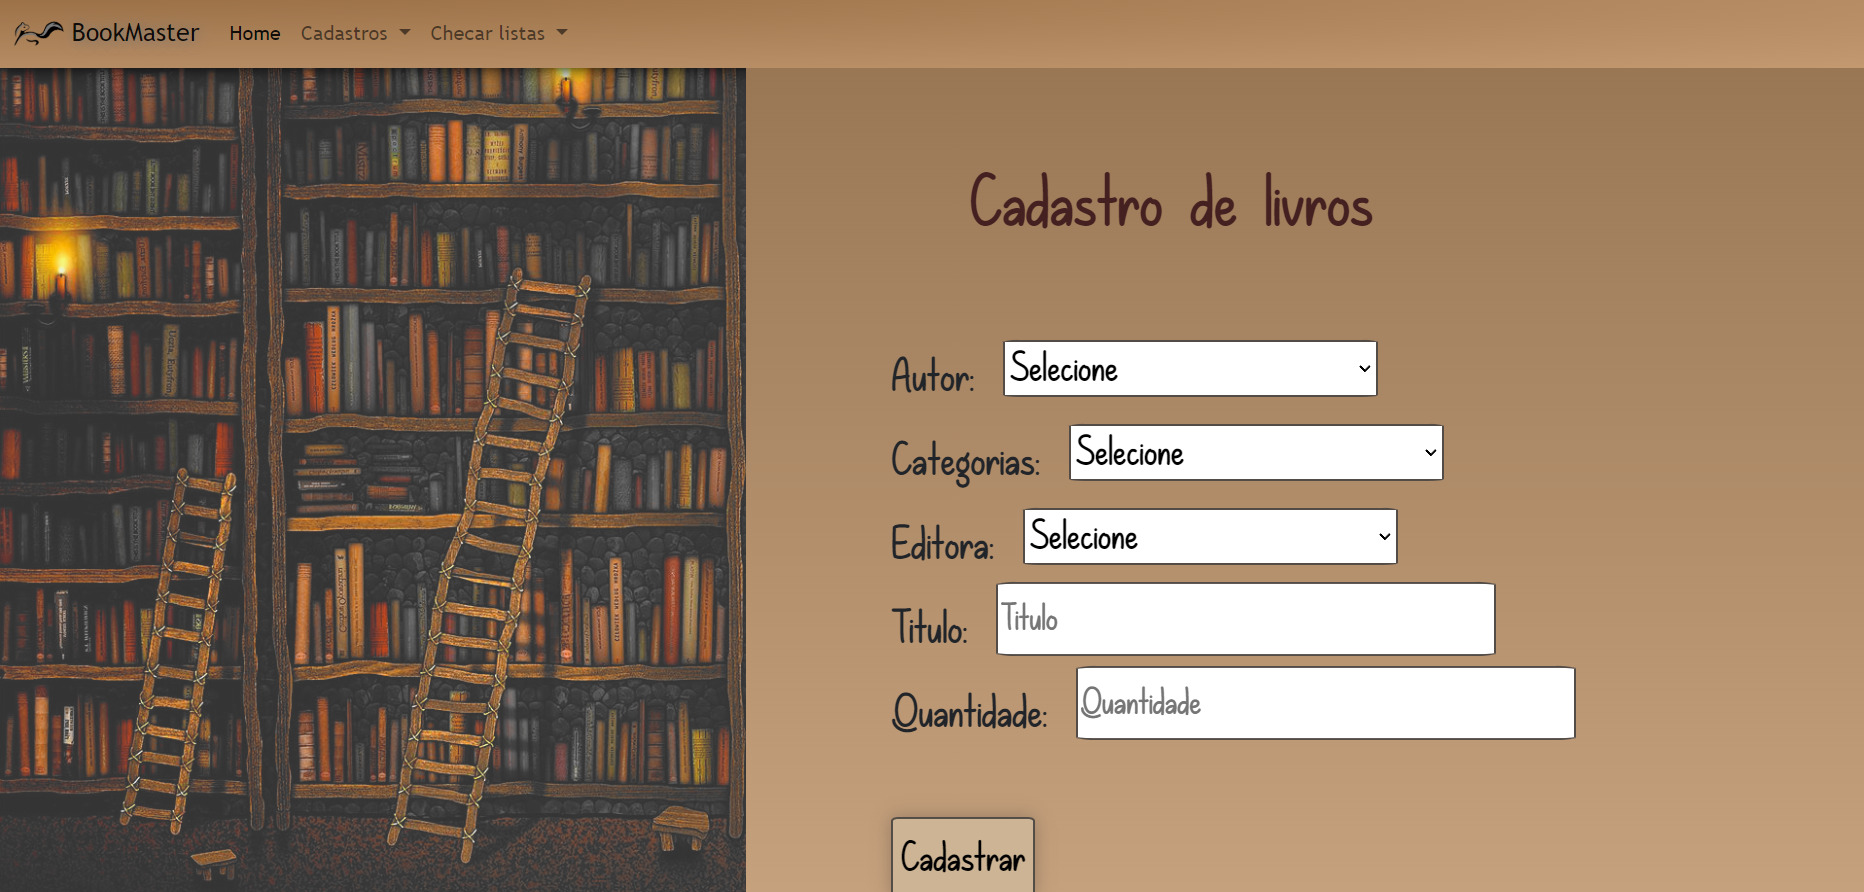 BookMaster Home Cadastros Checar listas
Cadastro de livros
Autor: Selecione
Categorias: Selecione
Editora: Selecione
Titulo: Titulo
Quantidade: Quantidade
Cadastrar